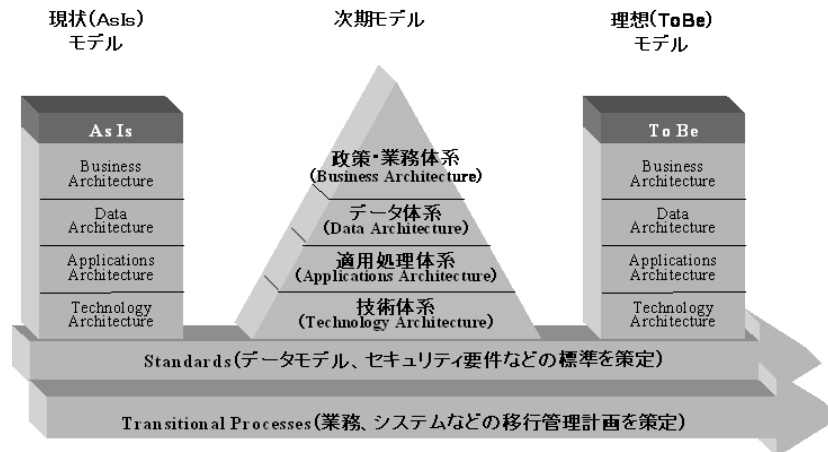 現状(AsIs)
モデル
次期モデル
理想(ToBe)
モデル
AsIs
Business
Architecture
Data
Architecture
Applications
Architecture
Technology
Architecture
政策・業務体系
(Business Architecture)
データ体系
(Data Architecture)
適用処理体系
(Applications Architecture)
技術体系
(Technology Architecture)
ToBe
Business
Architecture
Data
Architecture
Applications
Architecture
Technology
Architecture
Standards(データモデル、セキュリティ要件などの標準を策定)
Transitional Processes(業務、システムなどの移行管理計画を策定)